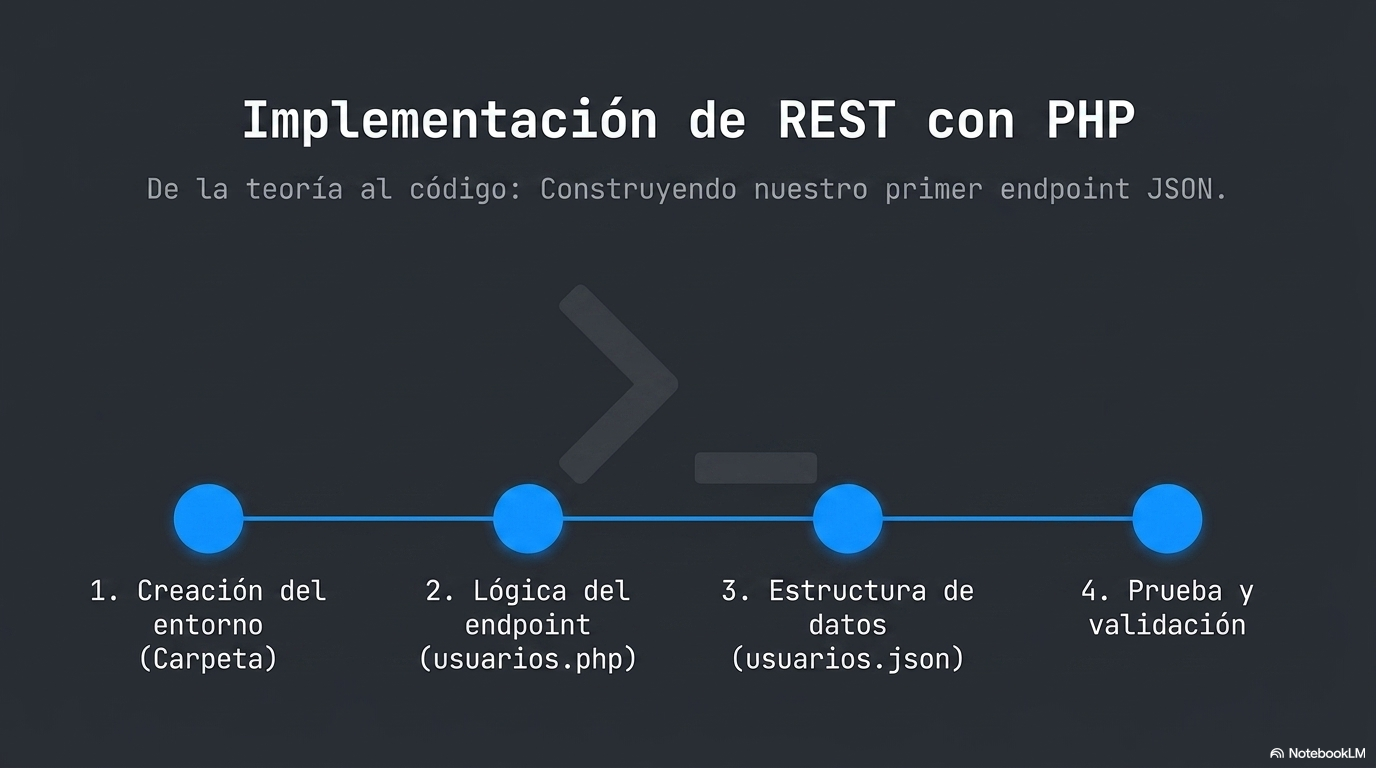 Implementación de REST con PHP
De la teoría al código: Construyendo nuestro primer endpoint JSON.
1. Creación del
entorno
(Carpeta)
2. Lógica del
endpoint
(usuarios.php)
3. Estructura de
datos
(usuarios.json)
4. Prueba y
validación
NotebookLM